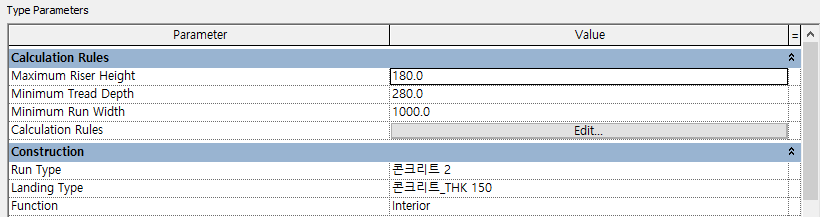 Type Parameters
Parameter Value =
Calculation Rules
Maximum Riser Height 180.0
Minimum Tread Depth 280.0
Minimum Run Width 1000.0
Calculation Rules Edit...
Construction
Run Type 콘크리트 2
Landing Type 콘크리트_THK 150
Function Interior